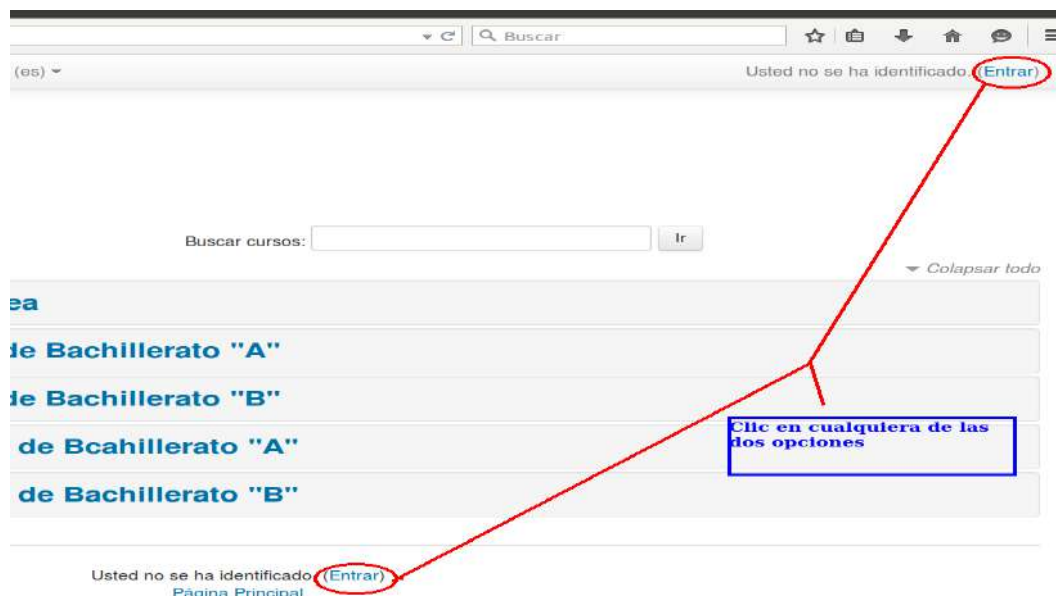 Buscar
(es)
Usted no se ha identificado. (Entrar)
Buscar cursos:
Ir
Colapsar todo
ea
de Bachillerato "A"
de Bachillerato "B"
de Bcahillerato "A"
de Bachillerato "B"
Clic en cualquiera de las
dos opciones
Usted no se ha identificado. (Entrar)
Página Principal